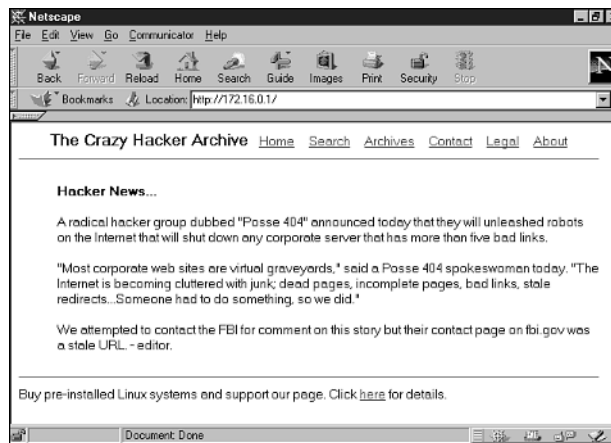 Netscape
File Edit View Go Communicator Help
Back Forward Reload Home Search Guide Images Print Security Stop
N
Bookmarks Location: http://172.16.0.1/
The Crazy Hacker Archive Home Search Archives Contact Legal About
Hacker News...
A radical hacker group dubbed "Posse 404" announced today that they will unleashed robots
on the Internet that will shut down any corporate server that has more than five bad links.
"Most corporate web sites are virtual graveyards," said a Posse 404 spokeswoman today. "The
Internet is becoming cluttered with junk; dead pages, incomplete pages, bad links, stale
redirects...Someone had to do something, so we did."
We attempted to contact the FBI for comment on this story but their contact page on fbi.gov was
a stale URL. - editor.
Buy pre-installed Linux systems and support our page. Click here for details.
Document: Done